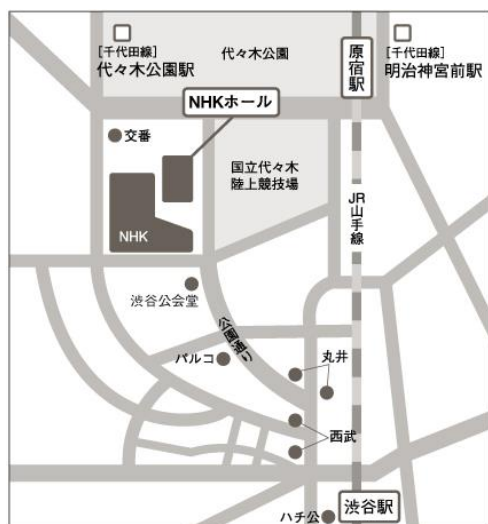 [千代田線]
代々木公園駅
代々木公園
原宿駅
[千代田線]
明治神宮前駅
NHKホール
交番
国立代々木
陸上競技場
JR山手線
NHK
渋谷公会堂
公園通り
パルコ
丸井
西武
ハチ公
渋谷駅